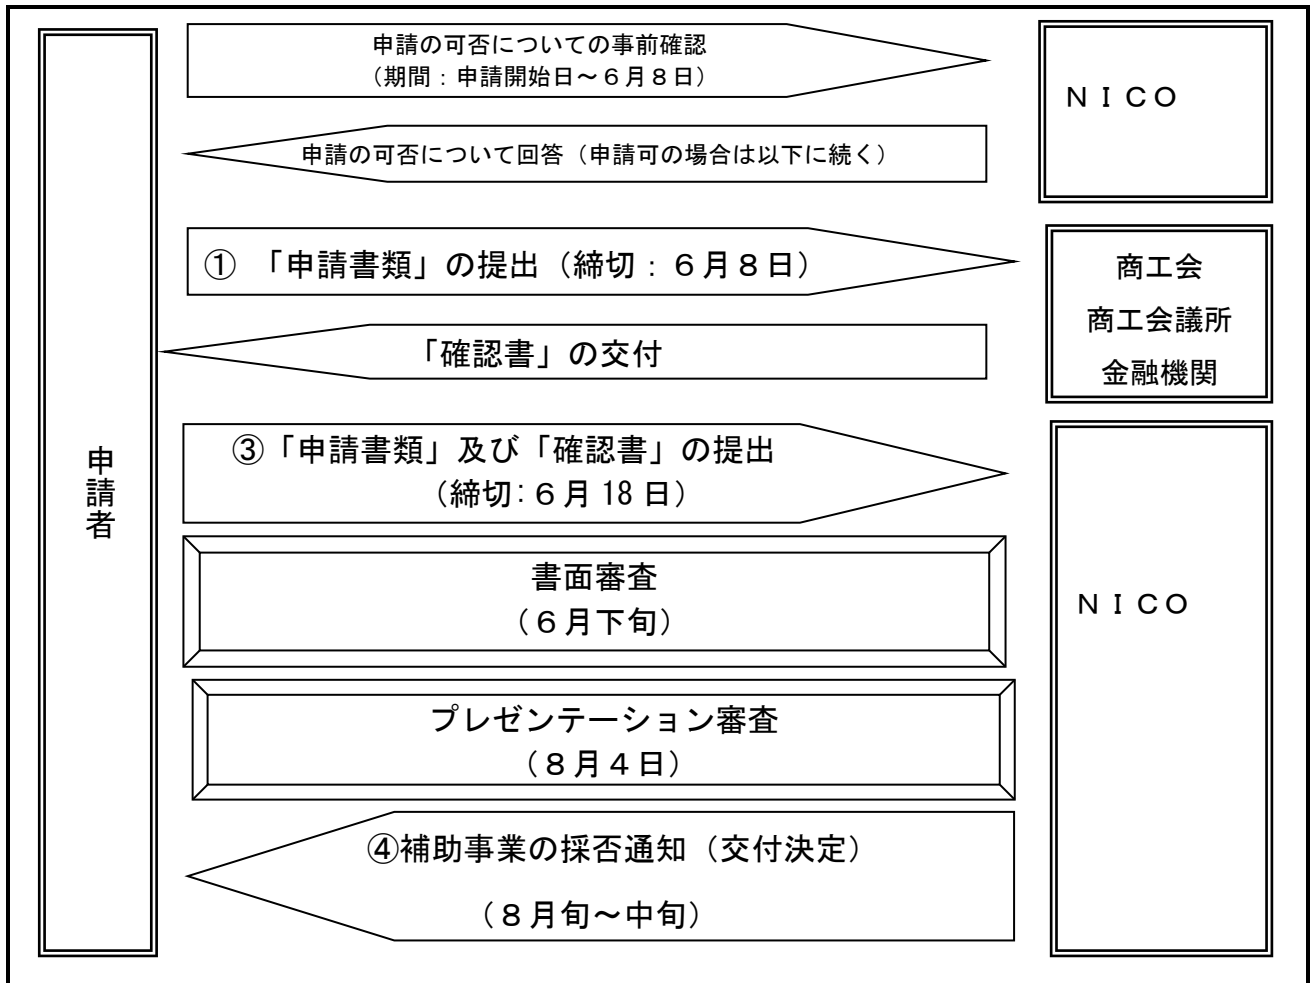 申請者
申請の可否についての事前確認
（期間：申請開始日～６月８日）
ＮＩＣＯ
申請の可否について回答（申請可の場合は以下に続く）
① 「申請書類」の提出（締切：６月８日）
商工会
商工会議所
金融機関
「確認書」の交付
③「申請書類」及び「確認書」の提出
（締切：６月 18 日）
ＮＩＣＯ
書面審査
（６月下旬）
プレゼンテーション審査
（８月４日）
④補助事業の採否通知（交付決定）
（８月旬～中旬）